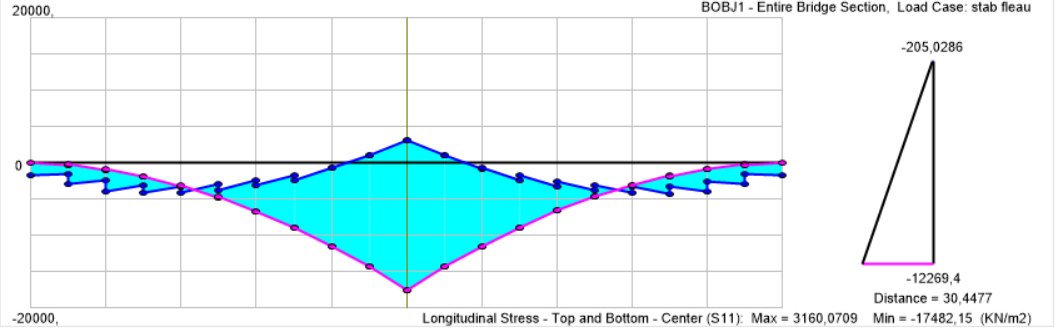 20000,
BOBJ1 - Entire Bridge Section, Load Case: stab fleau
-205,0286
0
-12269,4
Distance = 30,4477
-20000,
Longitudinal Stress - Top and Bottom - Center (S11): Max = 3160,0709 Min = -17482,15 (KN/m2)